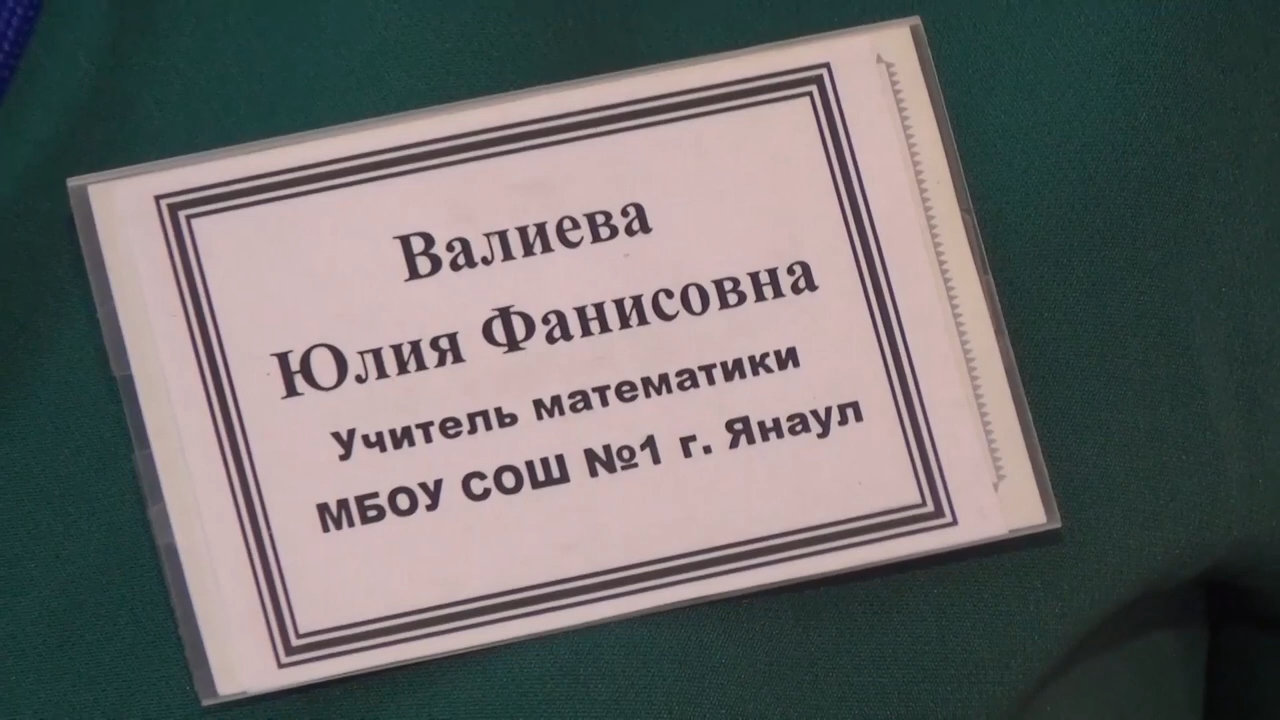 Валиева
Юлия Фанисовна
Учитель математики
МБОУ СОШ №1 г. Янаул